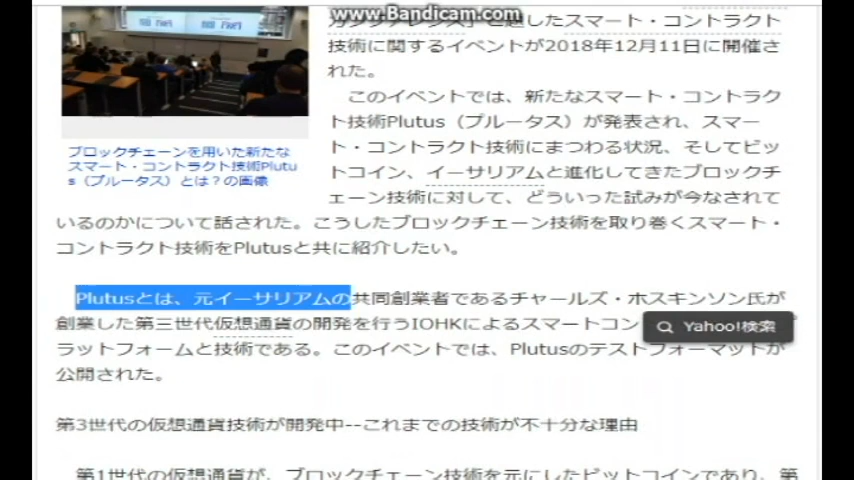 www.Bandicam.com
カンファレンス」と題したスマート・コントラクト
技術に関するイベントが2018年12月11日に開催さ
れた。
このイベントでは、新たなスマート・コントラク
ト技術Plutus（プルータス）が発表され、スマー
ト・コントラクト技術にまつわる状況、そしてビッ
トコイン、イーサリアムと進化してきたブロックチ
ェーン技術に対して、どういった試みが今なされて
いるのかについて話された。こうしたブロックチェーン技術を取り巻くスマート・
コントラクト技術をPlutusと共に紹介したい。
ブロックチェーンを用いた新たな
スマート・コントラクト技術Plutu
s（プルータス）とは？の画像
Plutusとは、元イーサリアムの共同創業者であるチャールズ・ホスキンソン氏が
創業した第三世代仮想通貨の開発を行うIOHKによるスマートコン
Yahoo!検索
ラットフォームと技術である。このイベントでは、Plutusのテストフォーマットが
公開された。
第3世代の仮想通貨技術が開発中--これまでの技術が不十分な理由
第1世代の仮想通貨が、ブロックチェーン技術を元にしたビットコインであり、第